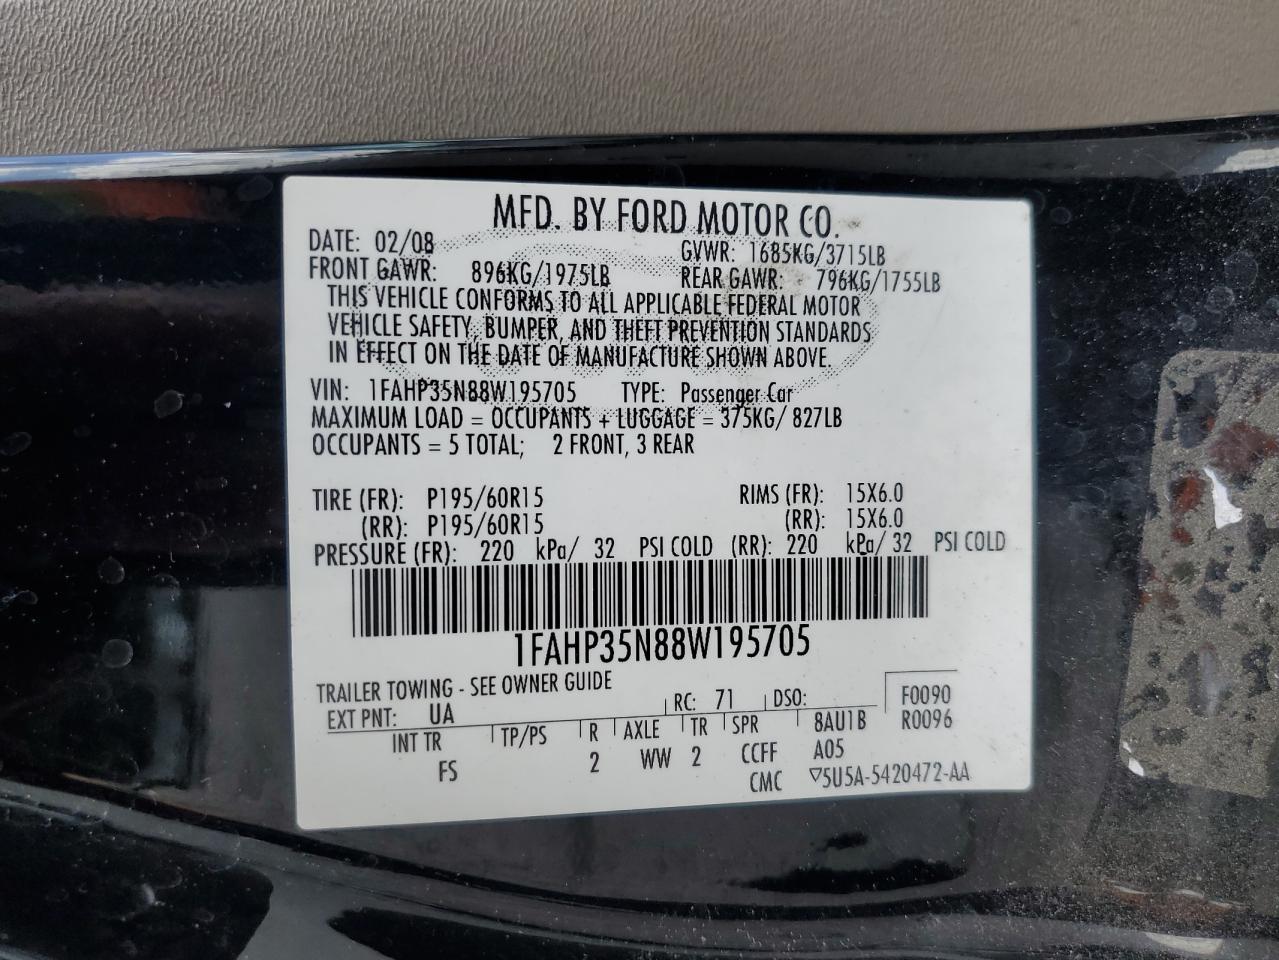 MFD. BY FORD MOTOR CO.
DATE: 02/08 GVWR: 1685KG/3715LB
FRONT GAWR: 896KG/1975LB REAR GAWR: 796KG/1755LB
THIS VEHICLE CONFORMS TO ALL APPLICABLE FEDERAL MOTOR
VEHICLE SAFETY, BUMPER, AND THEFT PREVENTION STANDARDS
IN EFFECT ON THE DATE OF MANUFACTURE SHOWN ABOVE.
VIN: 1FAHP35N88W195705 TYPE: Passenger Car
MAXIMUM LOAD = OCCUPANTS + LUGGAGE = 375KG/ 827LB
OCCUPANTS = 5 TOTAL; 2 FRONT, 3 REAR
TIRE (FR): P195/60R15 RIMS (FR): 15X6.0
(RR): P195/60R15 (RR): 15X6.0
PRESSURE (FR): 220 kPa/ 32 PSI COLD (RR): 220 kPa/ 32 PSI COLD
1FAHP35N88W195705
TRAILER TOWING - SEE OWNER GUIDE
EXT PNT: UA RC: 71 DSO: F0090
R0096
INT TR TP/PS R AXLE TR SPR 8AU1B
FS 2 WW 2 CCFF A05
CMC ▽5U5A-5420472-AA